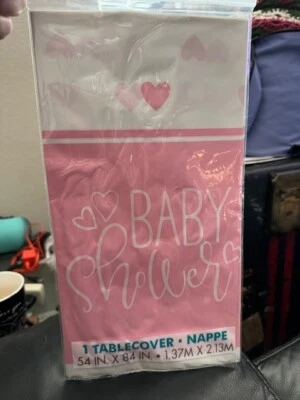 BABY
Shower
1 TABLECOVER • NAPPE
54 IN. X 84 IN. • 1.37M X 2.13M